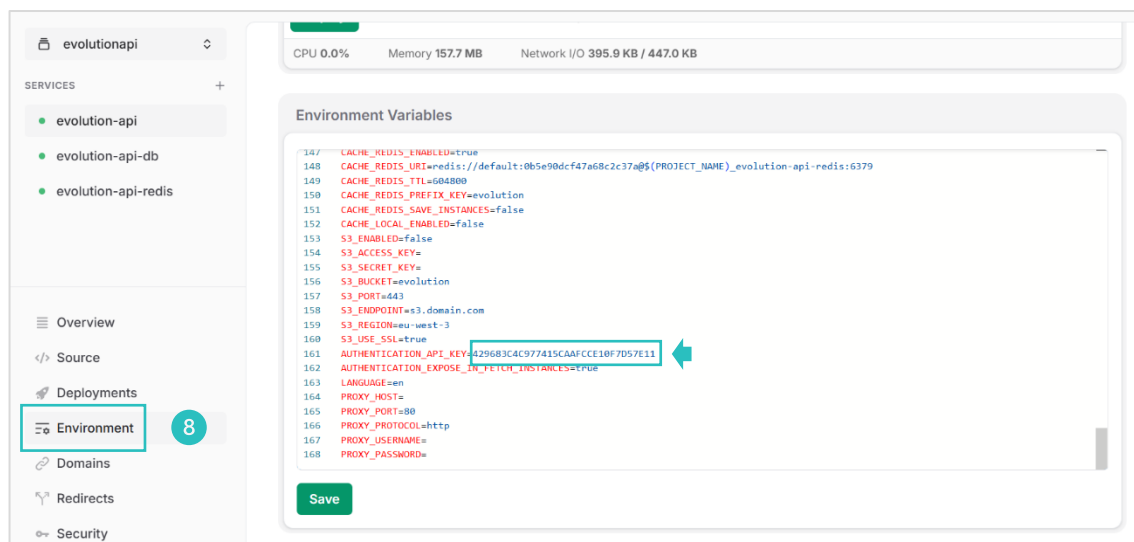 evolutionapi
SERVICES +
evolution-api
evolution-api-db
evolution-api-redis
Overview
Source
Deployments
Environment
8
Domains
Redirects
Security
CPU 0.0% Memory 157.7 MB Network I/O 395.9 KB / 447.0 KB
Environment Variables
147 CACHE_REDIS_ENABLED=true
148 CACHE_REDIS_URI=redis://default:0b5e90dcf47a68c2c37a@$(PROJECT_NAME)_evolution-api-redis:6379
149 CACHE_REDIS_TTL=604800
150 CACHE_REDIS_PREFIX_KEY=evolution
151 CACHE_REDIS_SAVE_INSTANCES=false
152 CACHE_LOCAL_ENABLED=false
153 S3_ENABLED=false
154 S3_ACCESS_KEY=
155 S3_SECRET_KEY=
156 S3_BUCKET=evolution
157 S3_PORT=443
158 S3_ENDPOINT=s3.domain.com
159 S3_REGION=eu-west-3
160 S3_USE_SSL=true
161 AUTHENTICATION_API_KEY=429683C4C977415CAAFCCE10F7D57E11
162 AUTHENTICATION_EXPOSE_IN_FETCH_INSTANCES=true
163 LANGUAGE=en
164 PROXY_HOST=
165 PROXY_PORT=80
166 PROXY_PROTOCOL=http
167 PROXY_USERNAME=
168 PROXY_PASSWORD=
Save